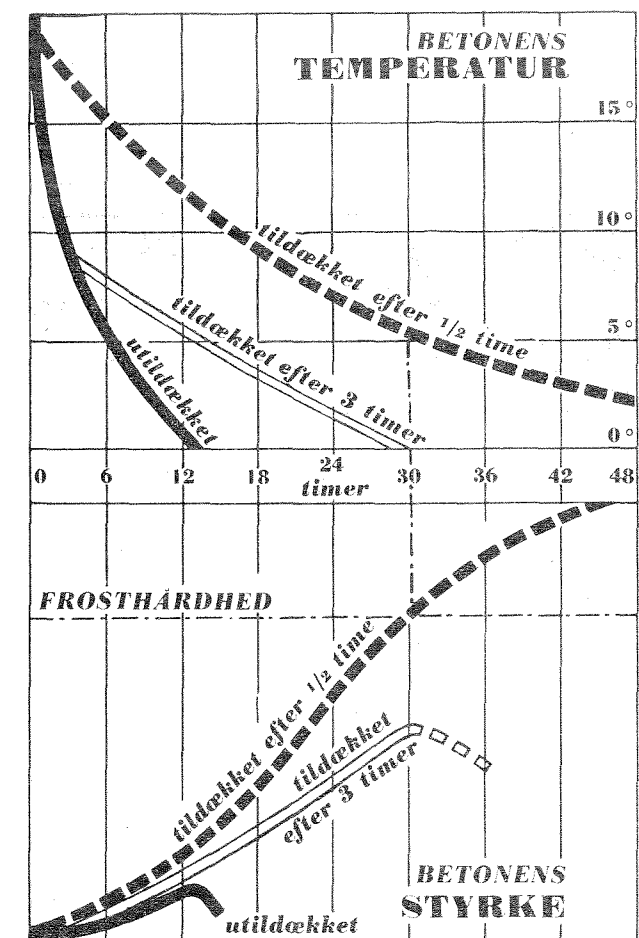 BETONENS
TEMPERATUR
15°
10°
tildækket efter 1/2 time
5°
tildækket efter 3 timer
utildækket
0°
0 6 12 18 24 30 36 42 48
timer
FROSTHÅRDHED
tildækket efter 1/2 time
tildækket
efter 3 timer
BETONENS
STYRKE
utildækket